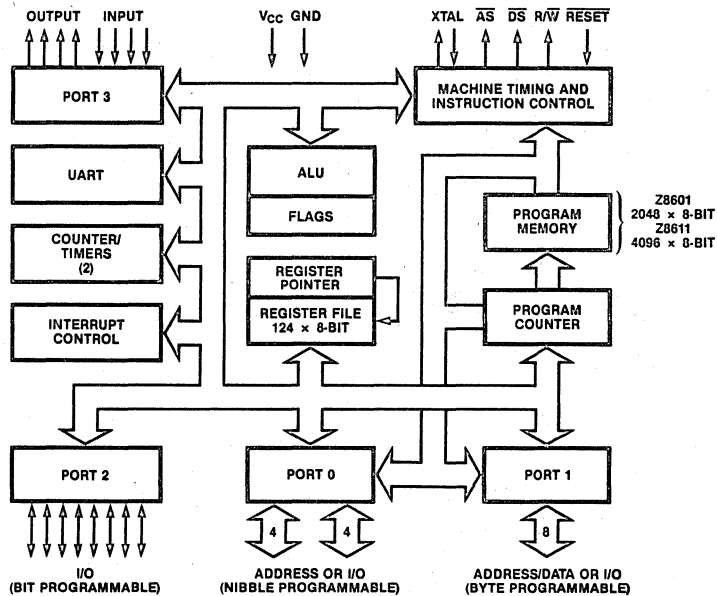 OUTPUT INPUT VCC GND XTAL AS DS R/W RESET
PORT 3
MACHINE TIMING AND
INSTRUCTION CONTROL
UART
ALU
FLAGS
PROGRAM
MEMORY
Z8601
2048 × 8-BIT
Z8611
4096 × 8-BIT
COUNTER/
TIMERS
(2)
REGISTER
POINTER
REGISTER FILE
124 × 8-BIT
PROGRAM
COUNTER
INTERRUPT
CONTROL
PORT 2
PORT 0
PORT 1
4
4
8
I/O
(BIT PROGRAMMABLE)
ADDRESS OR I/O
(NIBBLE PROGRAMMABLE)
ADDRESS/DATA OR I/O
(BYTE PROGRAMMABLE)